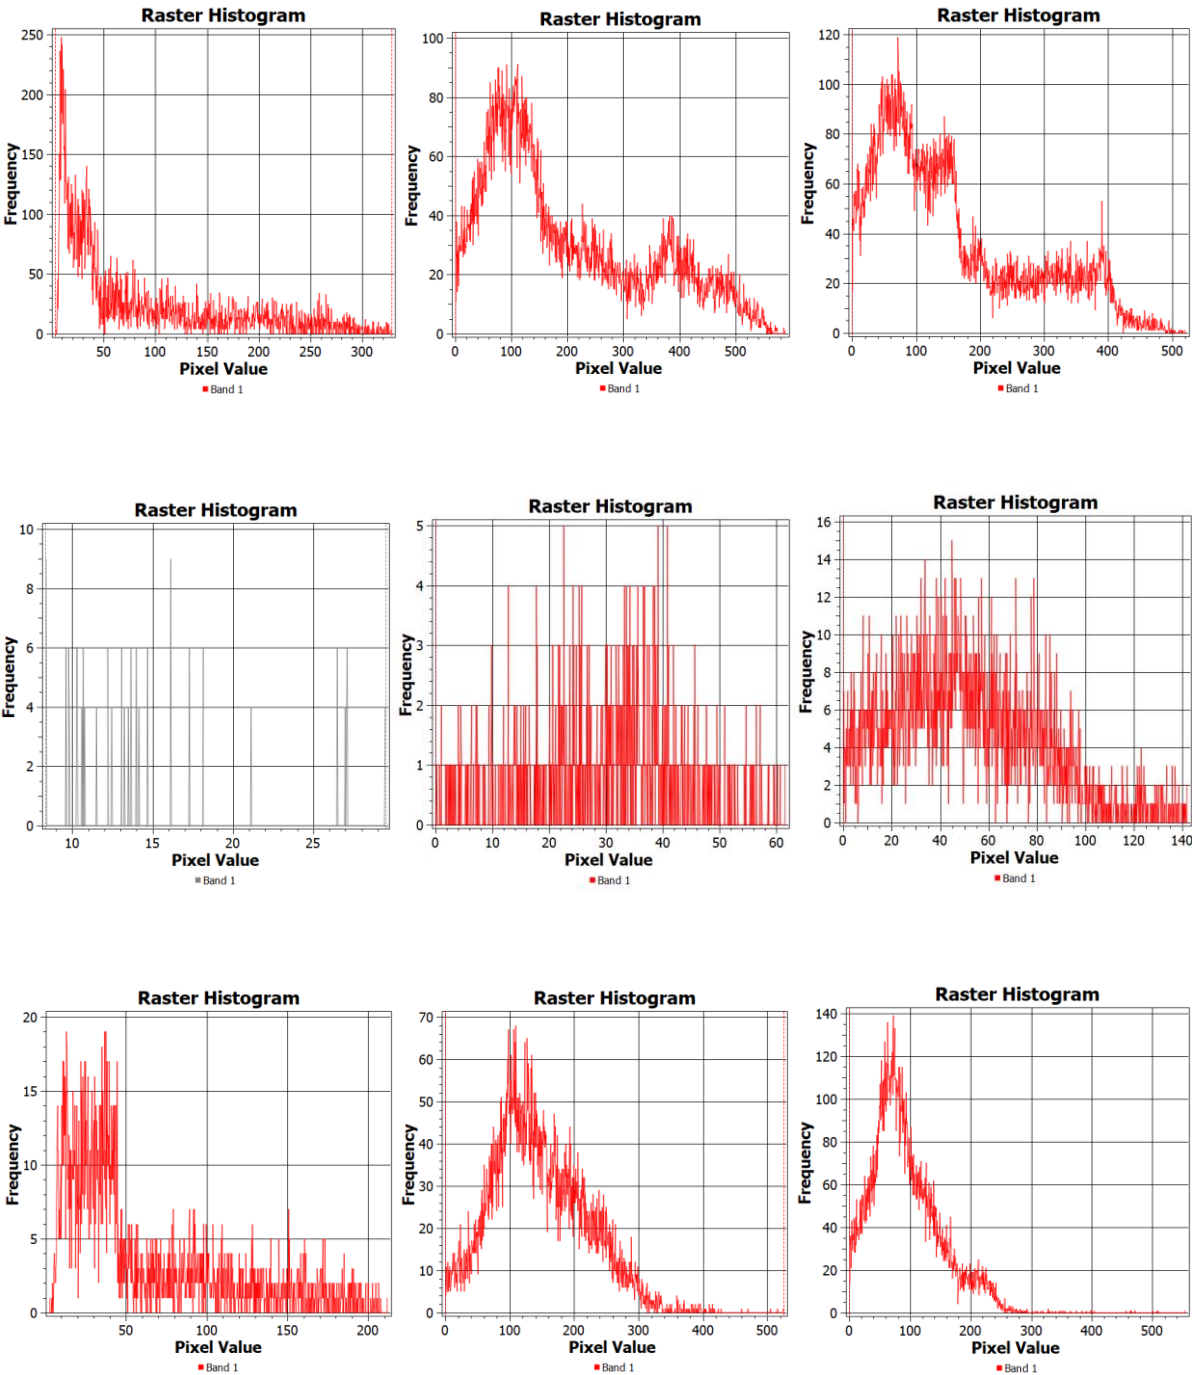 Raster Histogram
Frequency
250
200
150
100
50
0
50 100 150 200 250 300
Pixel Value
Band 1
Raster Histogram
Frequency
100
80
60
40
20
0
0 100 200 300 400 500
Pixel Value
Band 1
Raster Histogram
Frequency
120
100
80
60
40
20
0
0 100 200 300 400 500
Pixel Value
Band 1
Raster Histogram
Frequency
10
8
6
4
2
0
10 15 20 25
Pixel Value
Band 1
Raster Histogram
Frequency
5
4
3
2
1
0
0 10 20 30 40 50 60
Pixel Value
Band 1
Raster Histogram
Frequency
16
14
12
10
8
6
4
2
0
0 20 40 60 80 100 120 140
Pixel Value
Band 1
Raster Histogram
Frequency
20
15
10
5
0
50 100 150 200
Pixel Value
Band 1
Raster Histogram
Frequency
70
60
50
40
30
20
10
0
0 100 200 300 400 500
Pixel Value
Band 1
Raster Histogram
Frequency
140
120
100
80
60
40
20
0
0 100 200 300 400 500
Pixel Value
Band 1